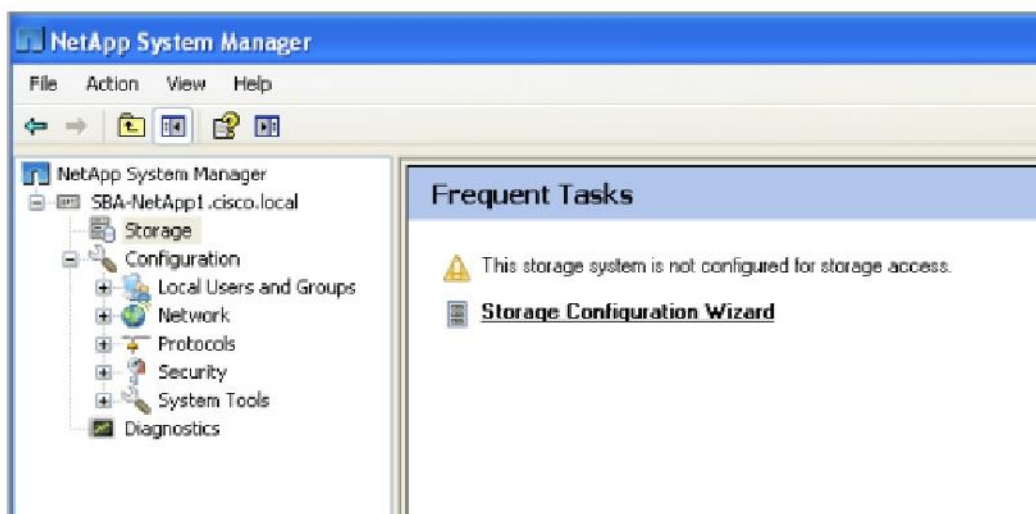 NetApp System Manager
File Action View Help
NetApp System Manager
SBA-NetApp1.cisco.local
Storage
Configuration
Local Users and Groups
Network
Protocols
Security
System Tools
Diagnostics
Frequent Tasks
This storage system is not configured for storage access.
Storage Configuration Wizard